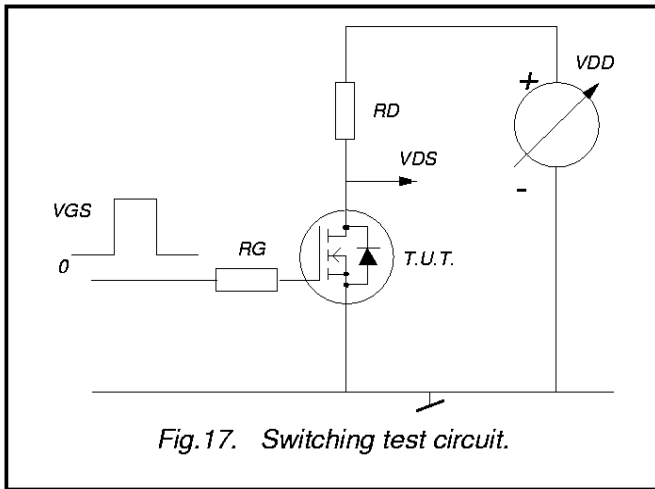 VDD
+
RD
VDS
-
VGS
0
RG
T.U.T.
Fig.17. Switching test circuit.